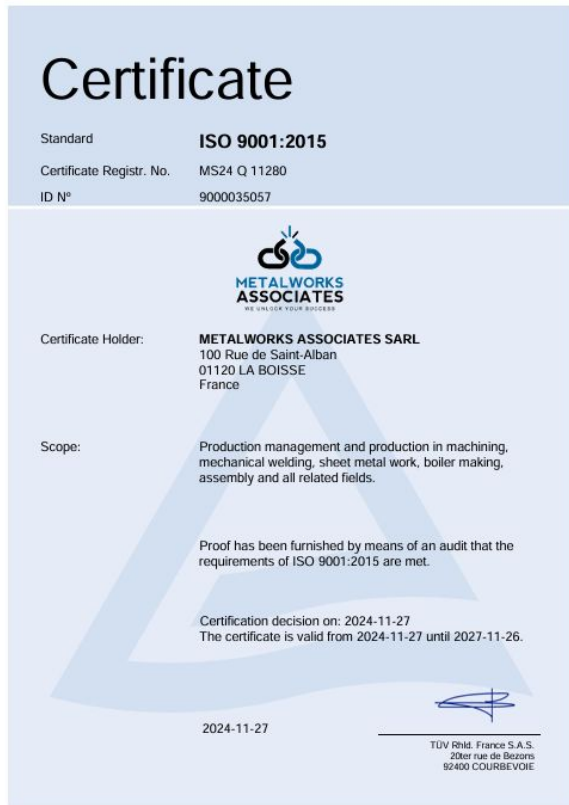 Certificate
Standard ISO 9001:2015
Certificate Registr. No. MS24 Q 11280
ID Nº 9000035057
METALWORKS
ASSOCIATES
WE UNLOCK YOUR SUCCESS
Certificate Holder: METALWORKS ASSOCIATES SARL
100 Rue de Saint-Alban
01120 LA BOISSE
France
Scope: Production management and production in machining,
mechanical welding, sheet metal work, boiler making,
assembly and all related fields.
Proof has been furnished by means of an audit that the
requirements of ISO 9001:2015 are met.
Certification decision on: 2024-11-27
The certificate is valid from 2024-11-27 until 2027-11-26.
2024-11-27
TÜV Rhld. France S.A.S.
20ter rue de Bezons
92400 COURBEVOIE